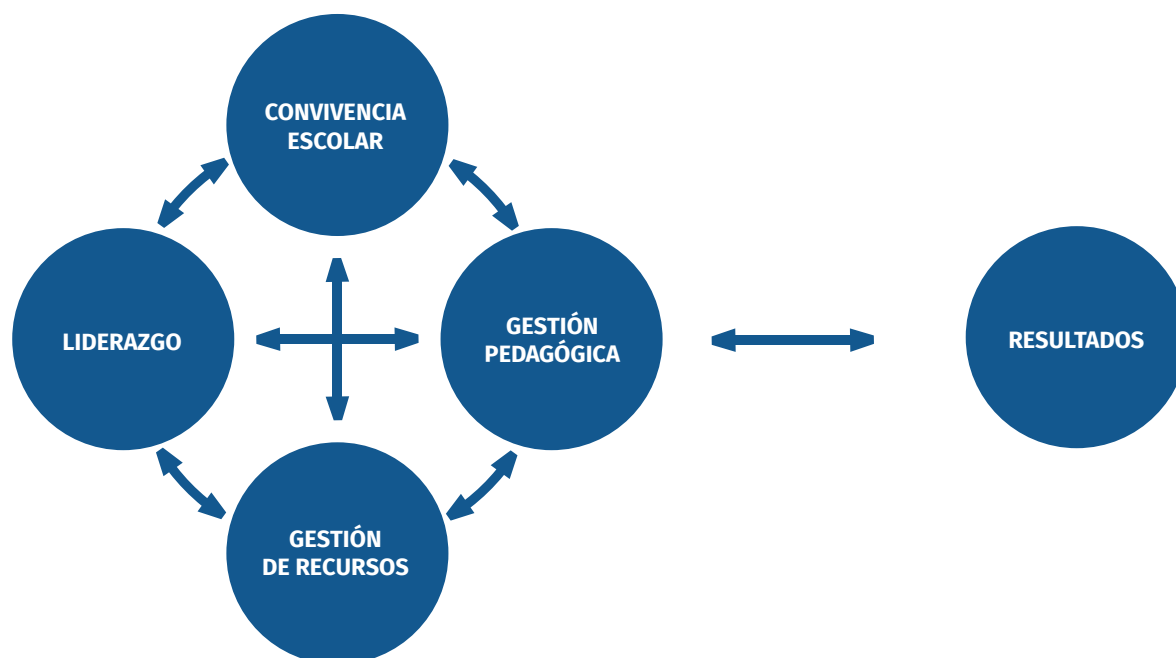 CONVIVENCIA
ESCOLAR
LIDERAZGO
GESTIÓN
PEDAGÓGICA
RESULTADOS
GESTIÓN
DE RECURSOS